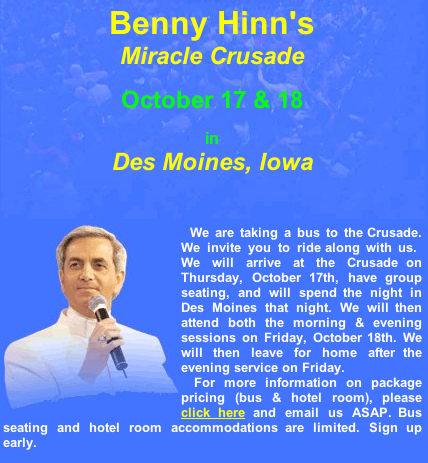 Benny Hinn's
Miracle Crusade
October 17 & 18
in
Des Moines, Iowa
We are taking a bus to the Crusade.
We invite you to ride along with us.
We will arrive at the Crusade on
Thursday, October 17th, have group
seating, and will spend the night in
Des Moines that night. We will then
attend both the morning & evening
sessions on Friday, October 18th. We
will then leave for home after the
evening service on Friday.
For more information on package
pricing (bus & hotel room), please
click here and email us ASAP. Bus
seating and hotel room accommodations are limited. Sign up
early.